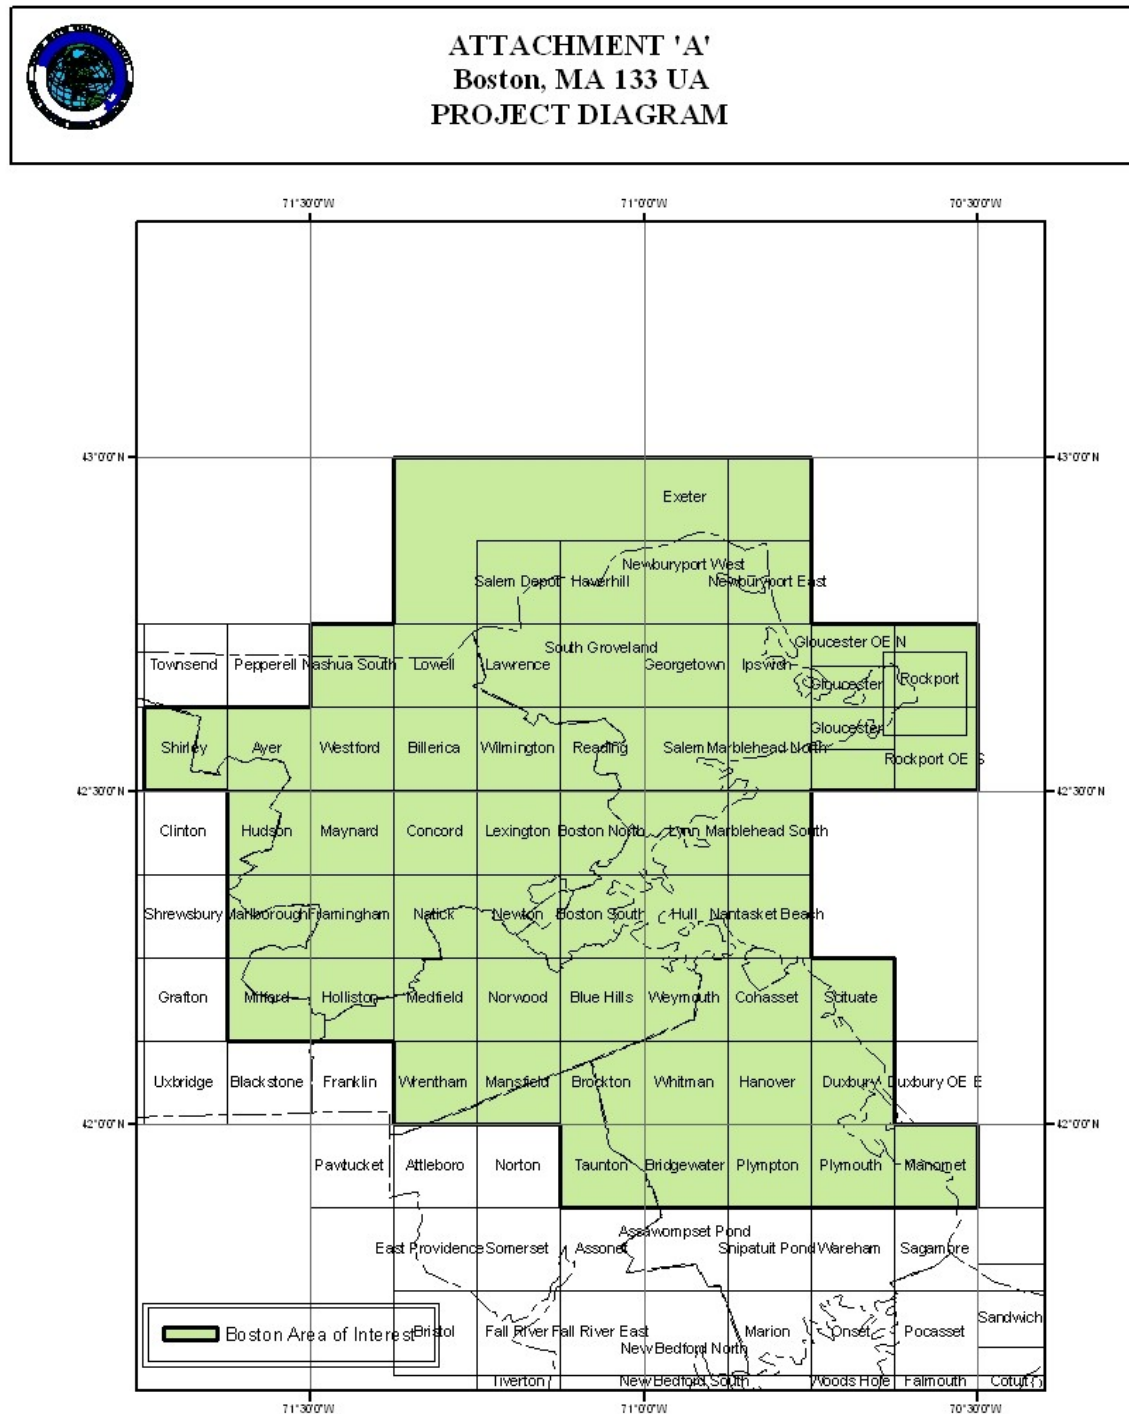 ATTACHMENT 'A'
Boston, MA 133 UA
PROJECT DIAGRAM
71°30'0"W 71°0'0"W 70°30'0"W
43°0'0"N 43°0'0"N
Exeter
Newburyport West
Salem Depot Haverhill Newburyport East
Gloucester OE N
South Groveland
Townsend Pepperell Nashua South Lowell Lawrence Georgetown Ipswich
Rockport
Gloucester
Gloucester
Shirley Ayer Westford Billerica Wilmington Reading Salem Marblehead North
Rockport OE S
42°30'0"N 42°30'0"N
Clinton Hudson Maynard Concord Lexington Boston North Lynn Marblehead South
Shrewsbury Marlborough Framingham Natick Newton Boston South Hull Nantasket Beach
Grafton Milford Holliston Medfield Norwood Blue Hills Weymouth Cohasset Scituate
Uxbridge Blackstone Franklin Wrentham Mansfield Brockton Whitman Hanover Duxbury Duxbury OE E
42°0'0"N 42°0'0"N
Pawtucket Attleboro Norton Taunton Bridgewater Plympton Plymouth Manomet
Assawompset Pond
East Providence Somerset Assonet Snipatuit Pond Wareham Sagamore
Sandwich
Boston Area of Interest Bristol Fall River Fall River East Marion Onset Pocasset
New Bedford North
Tiverton New Bedford South Woods Hole Falmouth Cotuit
71°30'0"W 71°0'0"W 70°30'0"W